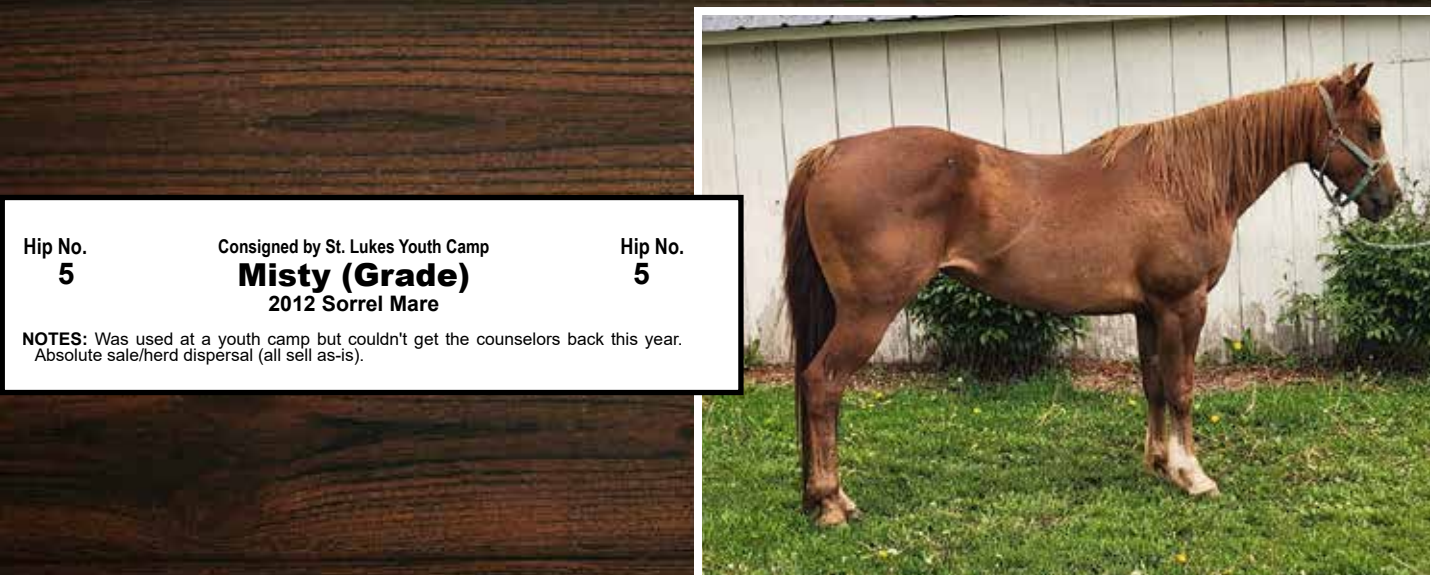 Hip No.
5
Consigned by St. Lukes Youth Camp
Misty (Grade)
2012 Sorrel Mare
Hip No.
5
NOTES: Was used at a youth camp but couldn't get the counselors back this year.
Absolute sale/herd dispersal (all sell as-is).